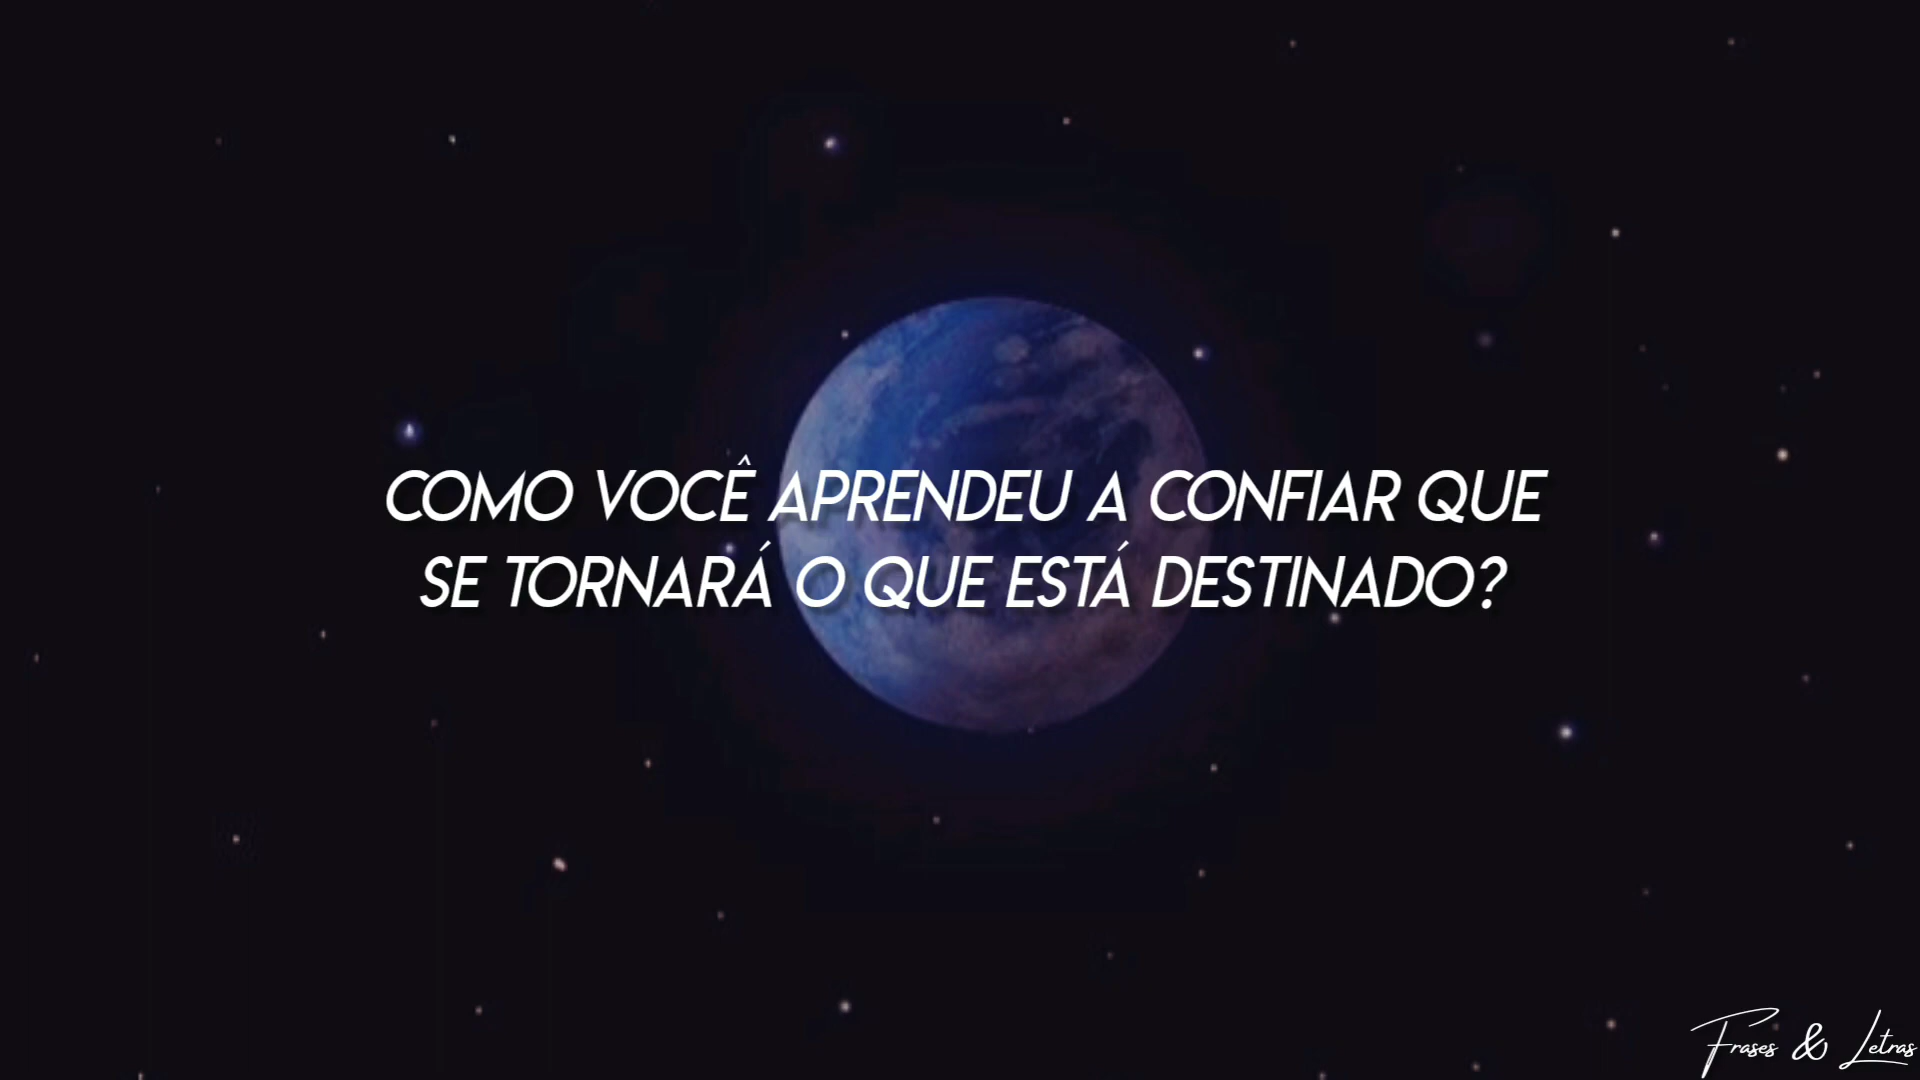 COMO VOCÊ APRENDEU A CONFIAR QUE
SE TORNARÁ O QUE ESTÁ DESTINADO?
Frases & Letras